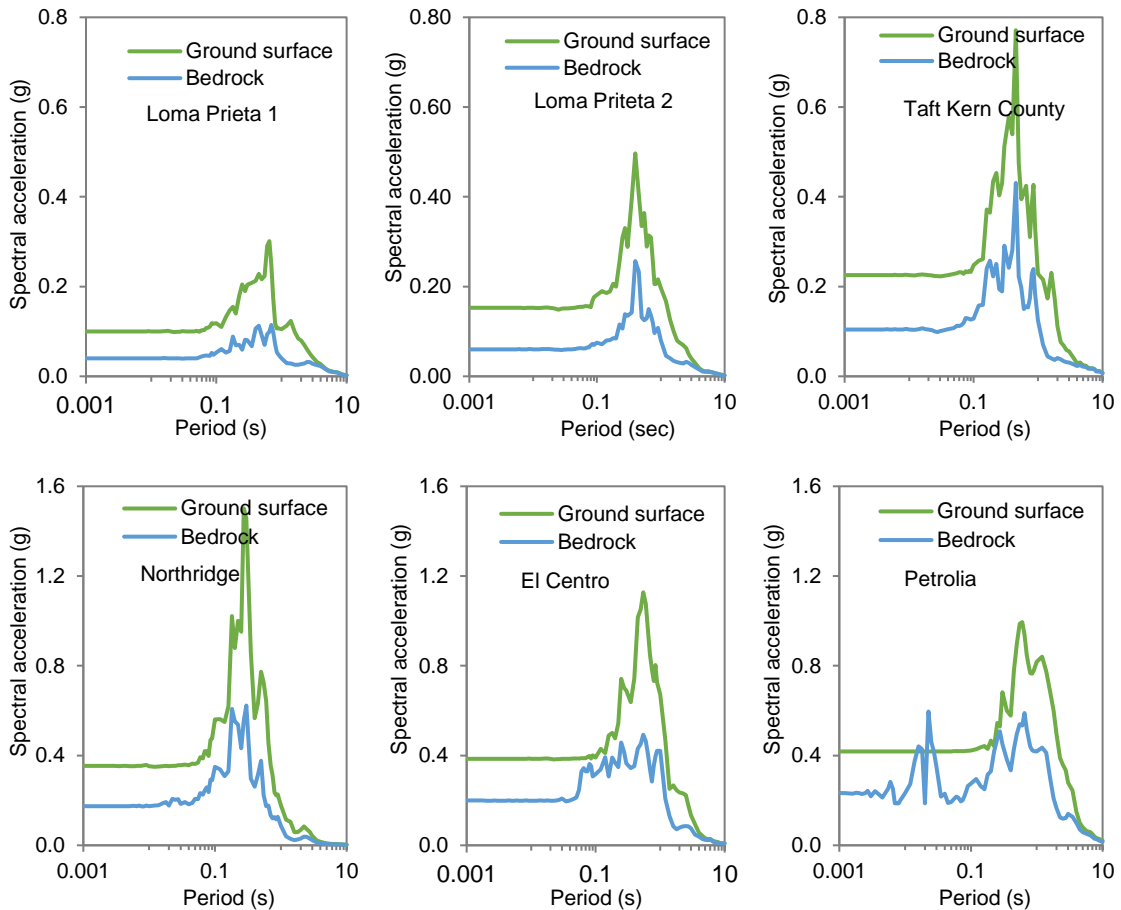 0.8
0.6
0.4
0.2
0.0
Spectral acceleration (g)
Ground surface
Bedrock
Loma Prieta 1
0.001
0.1
10
Period (s)
0.80
0.60
0.40
0.20
0.00
Spectral acceleration (g)
Ground surface
Bedrock
Loma Priteta 2
0.001
0.1
10
Period (sec)
0.8
0.6
0.4
0.2
0.0
Spectral acceleration (g)
Ground surface
Bedrock
Taft Kern County
0.001
0.1
10
Period (s)
1.6
1.2
0.8
0.4
0.0
Spectral acceleration (g)
Ground surface
Bedrock
Northridge
0.001
0.1
10
Period (s)
1.6
1.2
0.8
0.4
0.0
Spectral acceleration (g)
Ground surface
Bedrock
El Centro
0.001
0.1
10
Period (s)
1.6
1.2
0.8
0.4
0.0
Spectral acceleration (g)
Ground surface
Bedrock
Petrolia
0.001
0.1
10
Period (s)